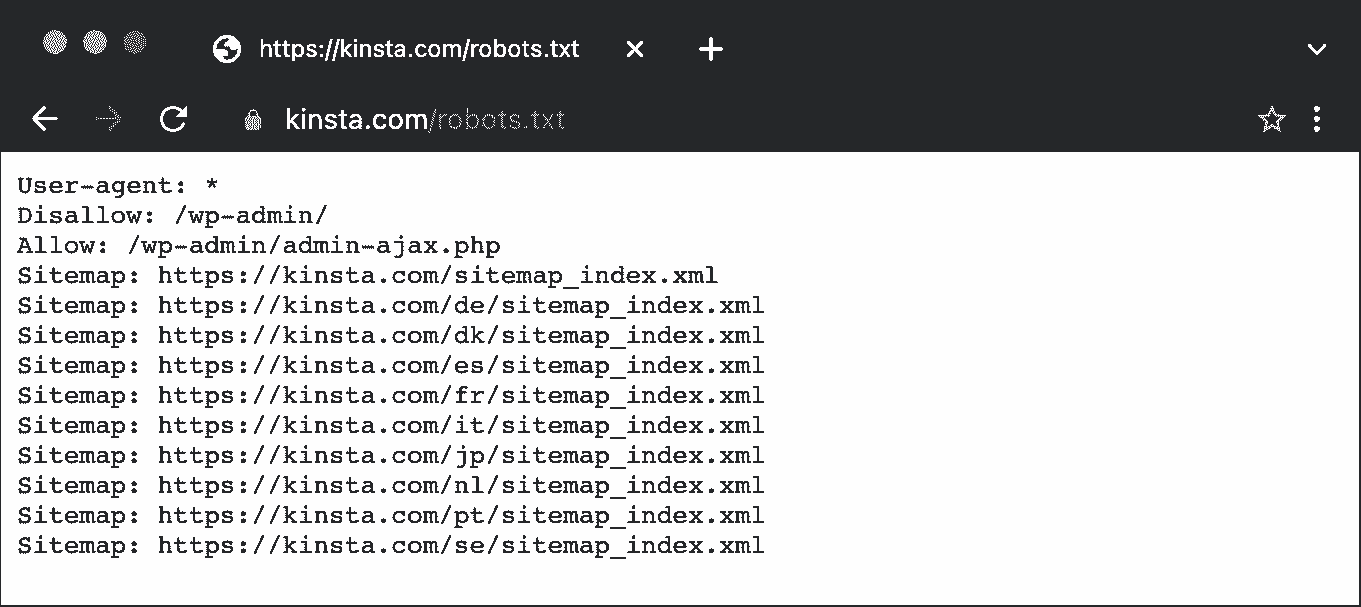 https://kinsta.com/robots.txt
kinsta.com/robots.txt
User-agent: *
Disallow: /wp-admin/
Allow: /wp-admin/admin-ajax.php
Sitemap: https://kinsta.com/sitemap_index.xml
Sitemap: https://kinsta.com/de/sitemap_index.xml
Sitemap: https://kinsta.com/dk/sitemap_index.xml
Sitemap: https://kinsta.com/es/sitemap_index.xml
Sitemap: https://kinsta.com/fr/sitemap_index.xml
Sitemap: https://kinsta.com/it/sitemap_index.xml
Sitemap: https://kinsta.com/jp/sitemap_index.xml
Sitemap: https://kinsta.com/nl/sitemap_index.xml
Sitemap: https://kinsta.com/pt/sitemap_index.xml
Sitemap: https://kinsta.com/se/sitemap_index.xml